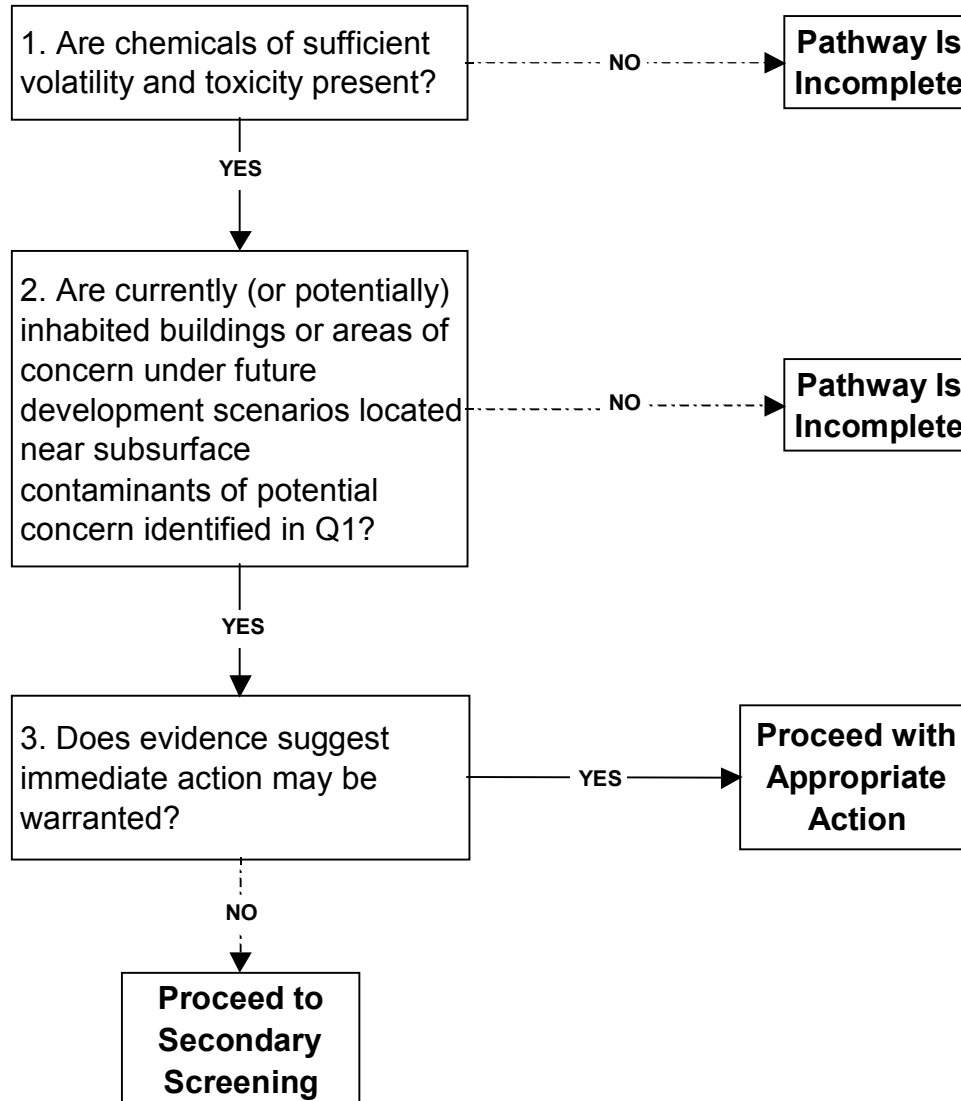 1. Are chemicals of sufficient
volatility and toxicity present?
NO
Pathway Is
Incomplete
YES
2. Are currently (or potentially)
inhabited buildings or areas of
concern under future
development scenarios located
near subsurface
contaminants of potential
concern identified in Q1?
NO
Pathway Is
Incomplete
YES
3. Does evidence suggest
immediate action may be
warranted?
YES
Proceed with
Appropriate
Action
NO
Proceed to
Secondary
Screening